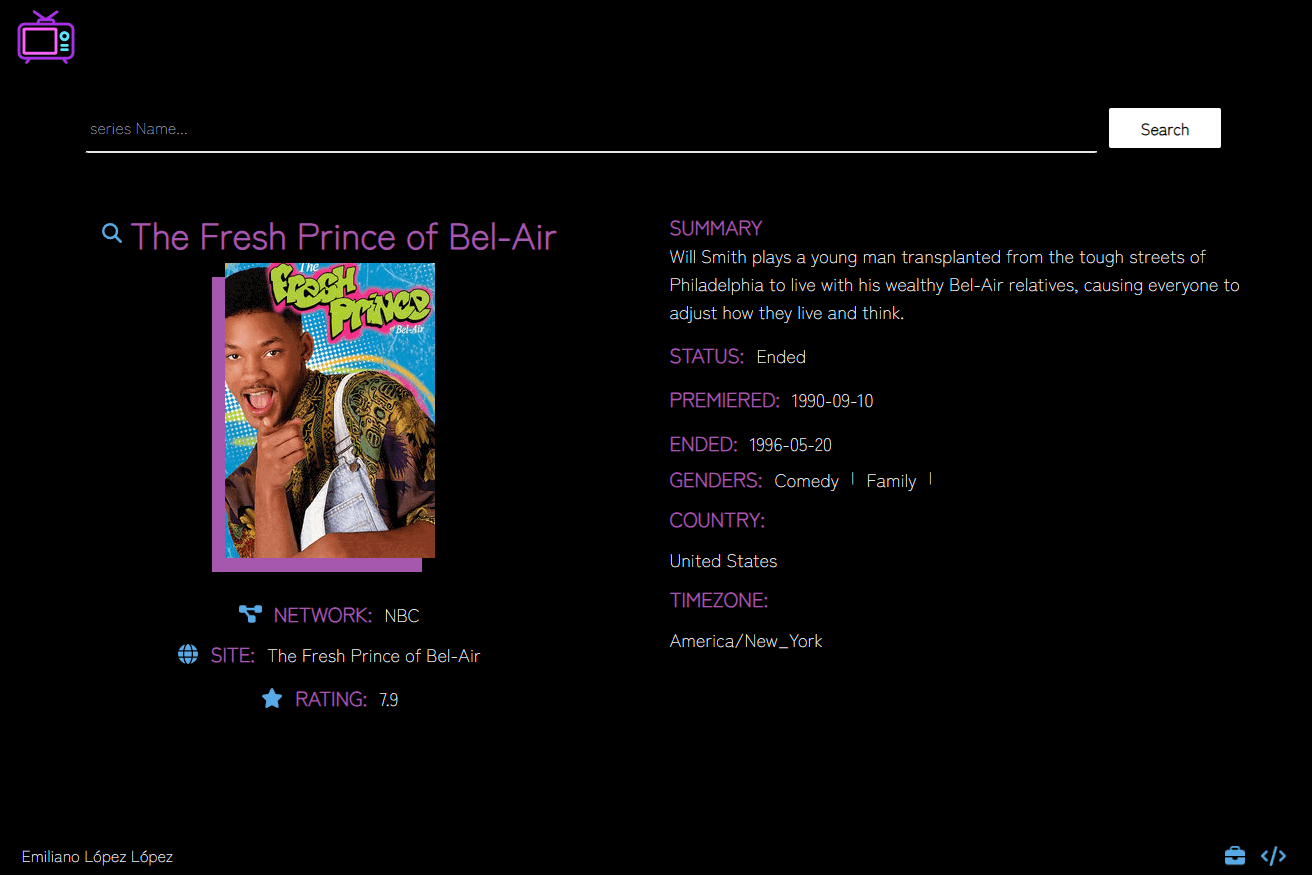 series Name...
Search
The Fresh Prince of Bel-Air
The
Fresh
Prince
of Bel-Air
NETWORK: NBC
SITE: The Fresh Prince of Bel-Air
RATING: 7.9
SUMMARY
Will Smith plays a young man transplanted from the tough streets of
Philadelphia to live with his wealthy Bel-Air relatives, causing everyone to
adjust how they live and think.
STATUS: Ended
PREMIERED: 1990-09-10
ENDED: 1996-05-20
GENDERS: Comedy | Family |
COUNTRY:
United States
TIMEZONE:
America/New_York
Emiliano López López